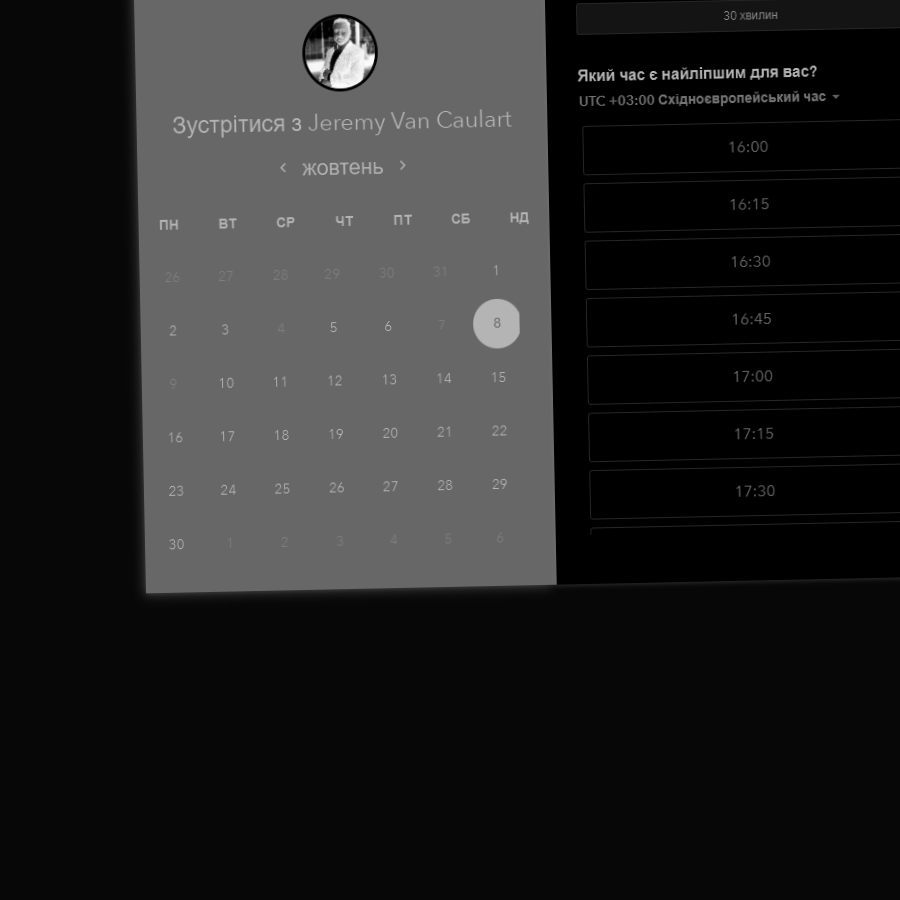 Зустрітися з Jeremy Van Caulart
жовтень
ПН ВТ СР ЧТ ПТ СБ НД
26 27 28 29 30 31 1
2 3 4 5 6 7 8
9 10 11 12 13 14 15
16 17 18 19 20 21 22
23 24 25 26 27 28 29
30 1 2 3 4 5 6
30 хвилин
Який час є найліпшим для вас?
UTC +03:00 Східноєвропейський час
16:00
16:15
16:30
16:45
17:00
17:15
17:30